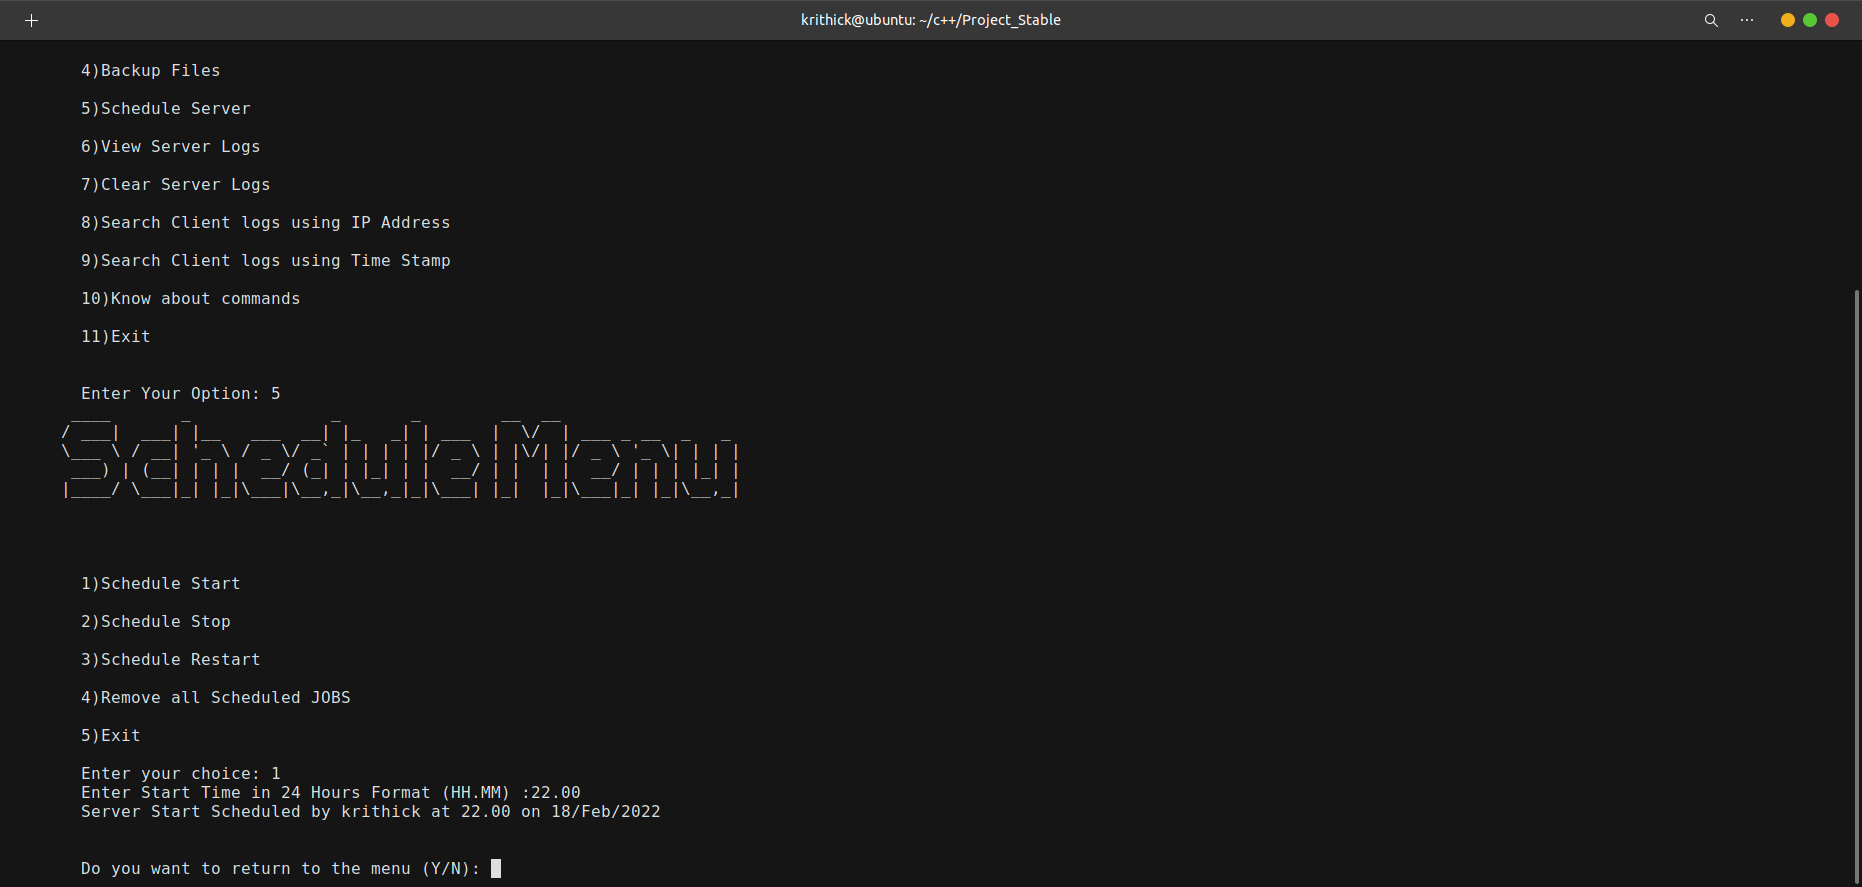 krithick@ubuntu: ~/c++/Project_Stable
4)Backup Files
5)Schedule Server
6)View Server Logs
7)Clear Server Logs
8)Search Client logs using IP Address
9)Search Client logs using Time Stamp
10)Know about commands
11)Exit
Enter Your Option: 5
ScheduleMenu
1)Schedule Start
2)Schedule Stop
3)Schedule Restart
4)Remove all Scheduled JOBS
5)Exit
Enter your choice: 1
Enter Start Time in 24 Hours Format (HH.MM) :22.00
Server Start Scheduled by krithick at 22.00 on 18/Feb/2022
Do you want to return to the menu (Y/N):